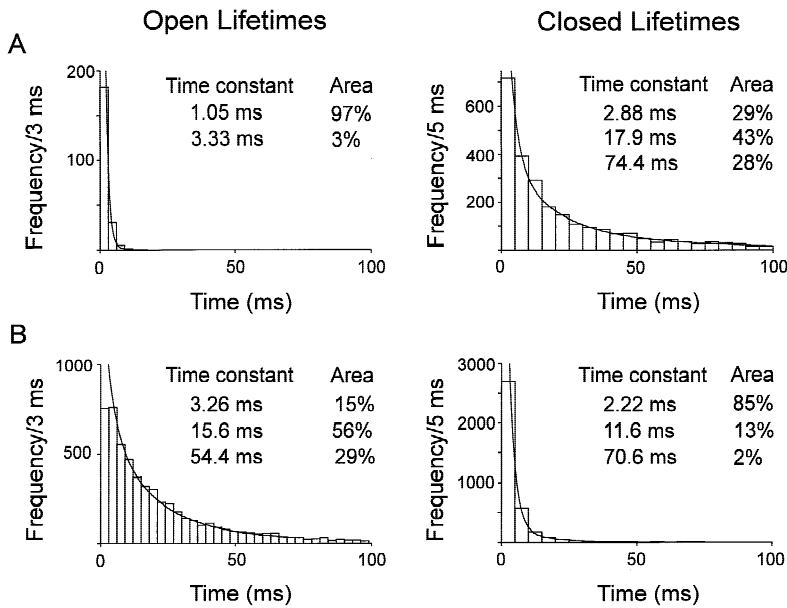 Open Lifetimes
Closed Lifetimes
A
Frequency/3 ms
200
100
Time constant Area
1.05 ms 97%
3.33 ms 3%
0 50 100
Time (ms)
Frequency/5 ms
600
400
200
Time constant Area
2.88 ms 29%
17.9 ms 43%
74.4 ms 28%
0 50 100
Time (ms)
B
Frequency/3 ms
1000
500
Time constant Area
3.26 ms 15%
15.6 ms 56%
54.4 ms 29%
0 50 100
Time (ms)
Frequency/5 ms
3000
2000
1000
Time constant Area
2.22 ms 85%
11.6 ms 13%
70.6 ms 2%
0 50 100
Time (ms)